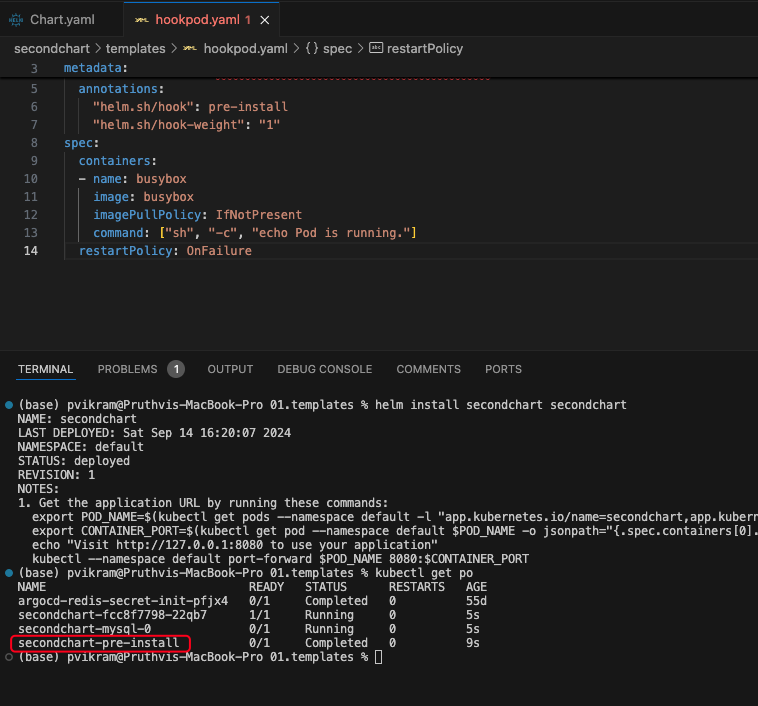 Chart.yaml
hookpod.yaml 1
secondchart > templates > hookpod.yaml > {} spec > restartPolicy
3 metadata:
5 annotations:
6 "helm.sh/hook": pre-install
7 "helm.sh/hook-weight": "1"
8 spec:
9 containers:
10 - name: busybox
11 image: busybox
12 imagePullPolicy: IfNotPresent
13 command: ["sh", "-c", "echo Pod is running."]
14 restartPolicy: OnFailure
TERMINAL PROBLEMS 1 OUTPUT DEBUG CONSOLE COMMENTS PORTS
(base) pvikram@Pruthvis-MacBook-Pro 01.templates % helm install secondchart secondchart
NAME: secondchart
LAST DEPLOYED: Sat Sep 14 16:20:07 2024
NAMESPACE: default
STATUS: deployed
REVISION: 1
NOTES:
1. Get the application URL by running these commands:
export POD_NAME=$(kubectl get pods --namespace default -l "app.kubernetes.io/name=secondchart,app.kubern
export CONTAINER_PORT=$(kubectl get pod --namespace default $POD_NAME -o jsonpath="{.spec.containers[0].
echo "Visit http://127.0.0.1:8080 to use your application"
kubectl --namespace default port-forward $POD_NAME 8080:$CONTAINER_PORT
(base) pvikram@Pruthvis-MacBook-Pro 01.templates % kubectl get po
NAME READY STATUS RESTARTS AGE
argocd-redis-secret-init-pfjx4 0/1 Completed 0 55d
secondchart-fcc8f7798-22qb7 1/1 Running 0 5s
secondchart-mysql-0 0/1 Running 0 5s
secondchart-pre-install 0/1 Completed 0 9s
(base) pvikram@Pruthvis-MacBook-Pro 01.templates %